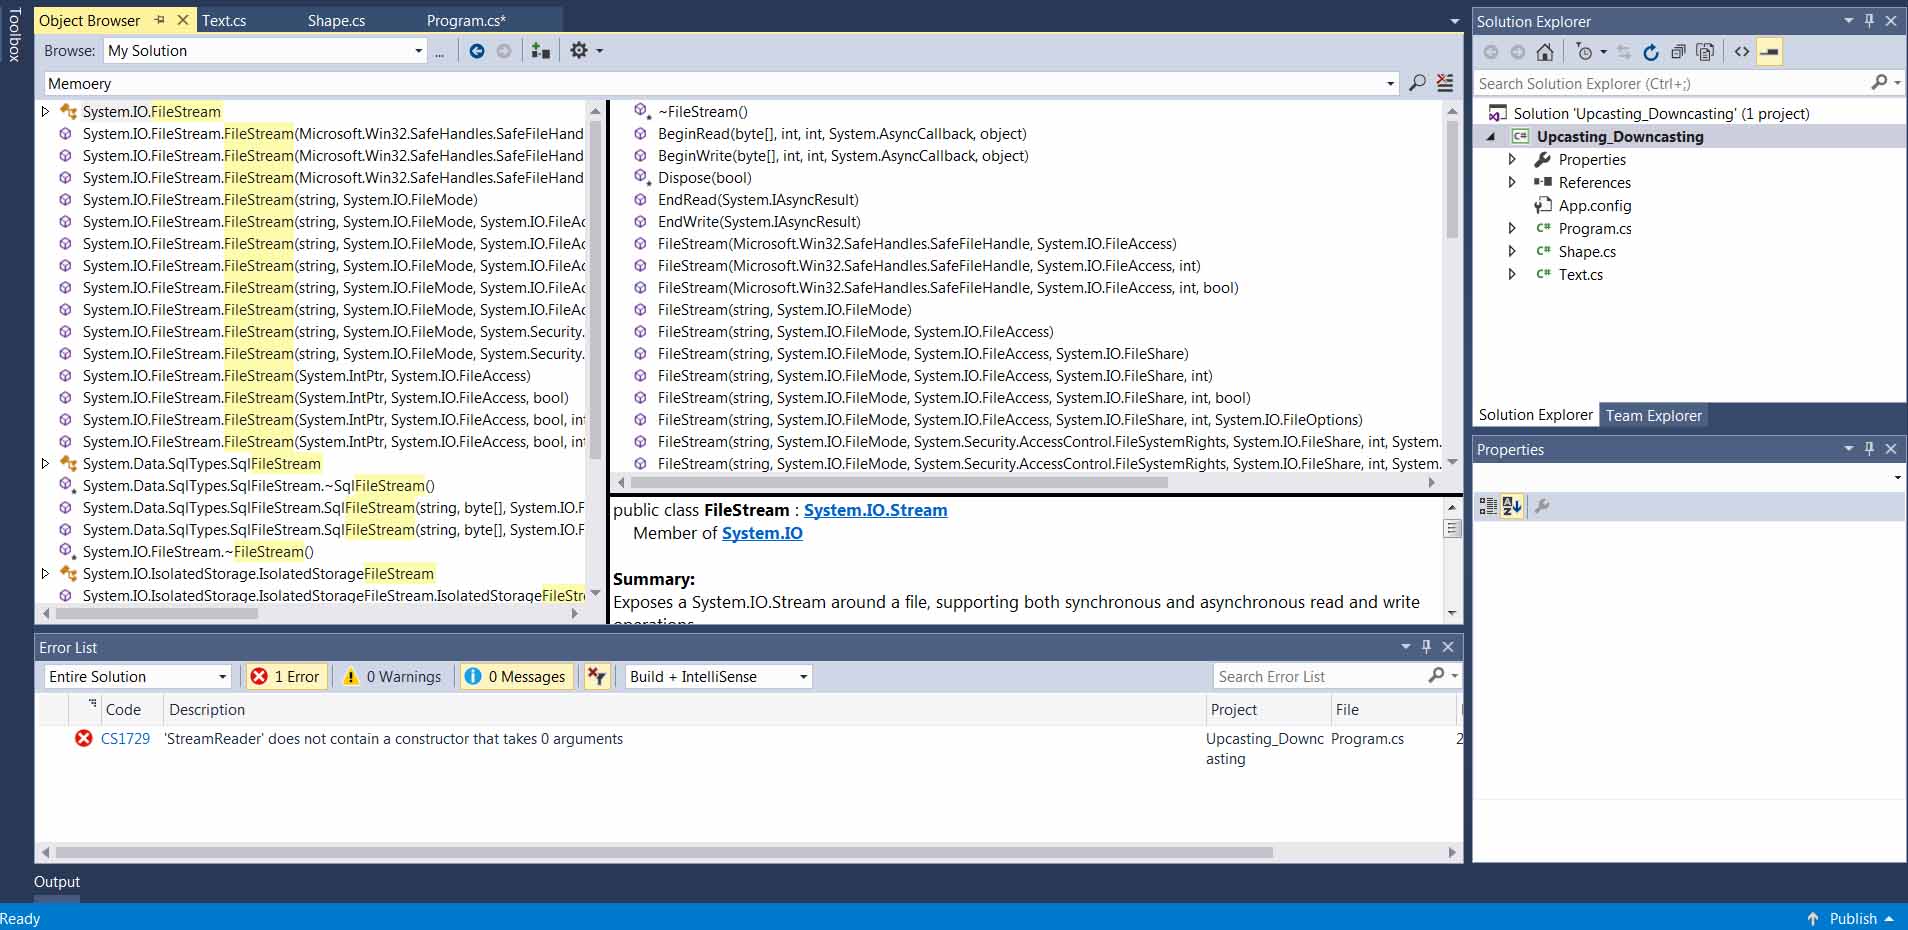 Toolbox
Object Browser
Text.cs
Shape.cs
Program.cs*
Browse: My Solution
...
Memoery
System.IO.FileStream
System.IO.FileStream.FileStream(Microsoft.Win32.SafeHandles.SafeFileHand
System.IO.FileStream.FileStream(Microsoft.Win32.SafeHandles.SafeFileHand
System.IO.FileStream.FileStream(Microsoft.Win32.SafeHandles.SafeFileHand
System.IO.FileStream.FileStream(string, System.IO.FileMode)
System.IO.FileStream.FileStream(string, System.IO.FileMode, System.IO.FileAc
System.IO.FileStream.FileStream(string, System.IO.FileMode, System.IO.FileAc
System.IO.FileStream.FileStream(string, System.IO.FileMode, System.IO.FileAc
System.IO.FileStream.FileStream(string, System.IO.FileMode, System.IO.FileAc
System.IO.FileStream.FileStream(string, System.IO.FileMode, System.IO.FileAc
System.IO.FileStream.FileStream(string, System.IO.FileMode, System.Security.
System.IO.FileStream.FileStream(string, System.IO.FileMode, System.Security.
System.IO.FileStream.FileStream(System.IntPtr, System.IO.FileAccess)
System.IO.FileStream.FileStream(System.IntPtr, System.IO.FileAccess, bool)
System.IO.FileStream.FileStream(System.IntPtr, System.IO.FileAccess, bool, int
System.IO.FileStream.FileStream(System.IntPtr, System.IO.FileAccess, bool, int
System.Data.SqlTypes.SqlFileStream
System.Data.SqlTypes.SqlFileStream.~SqlFileStream()
System.Data.SqlTypes.SqlFileStream.SqlFileStream(string, byte[], System.IO.F
System.Data.SqlTypes.SqlFileStream.SqlFileStream(string, byte[], System.IO.F
System.IO.FileStream.~FileStream()
System.IO.IsolatedStorage.IsolatedStorageFileStream
System.IO.IsolatedStorage.IsolatedStorageFileStream.IsolatedStorageFileStre
~FileStream()
BeginRead(byte[], int, int, System.AsyncCallback, object)
BeginWrite(byte[], int, int, System.AsyncCallback, object)
Dispose(bool)
EndRead(System.IAsyncResult)
EndWrite(System.IAsyncResult)
FileStream(Microsoft.Win32.SafeHandles.SafeFileHandle, System.IO.FileAccess)
FileStream(Microsoft.Win32.SafeHandles.SafeFileHandle, System.IO.FileAccess, int)
FileStream(Microsoft.Win32.SafeHandles.SafeFileHandle, System.IO.FileAccess, int, bool)
FileStream(string, System.IO.FileMode)
FileStream(string, System.IO.FileMode, System.IO.FileAccess)
FileStream(string, System.IO.FileMode, System.IO.FileAccess, System.IO.FileShare)
FileStream(string, System.IO.FileMode, System.IO.FileAccess, System.IO.FileShare, int)
FileStream(string, System.IO.FileMode, System.IO.FileAccess, System.IO.FileShare, int, bool)
FileStream(string, System.IO.FileMode, System.IO.FileAccess, System.IO.FileShare, int, System.IO.FileOptions)
FileStream(string, System.IO.FileMode, System.Security.AccessControl.FileSystemRights, System.IO.FileShare, int, System.
FileStream(string, System.IO.FileMode, System.Security.AccessControl.FileSystemRights, System.IO.FileShare, int, System.
public class FileStream : System.IO.Stream
Member of System.IO
Summary:
Exposes a System.IO.Stream around a file, supporting both synchronous and asynchronous read and write
operations
Error List
Entire Solution
1 Error
0 Warnings
0 Messages
Build + IntelliSense
Search Error List
Code
Description
Project
File
CS1729
'StreamReader' does not contain a constructor that takes 0 arguments
Upcasting_Downc
asting
Program.cs
2
Output
Ready
Publish
Solution Explorer
Search Solution Explorer (Ctrl+;)
Solution 'Upcasting_Downcasting' (1 project)
C# Upcasting_Downcasting
Properties
References
App.config
C# Program.cs
C# Shape.cs
C# Text.cs
Solution Explorer
Team Explorer
Properties